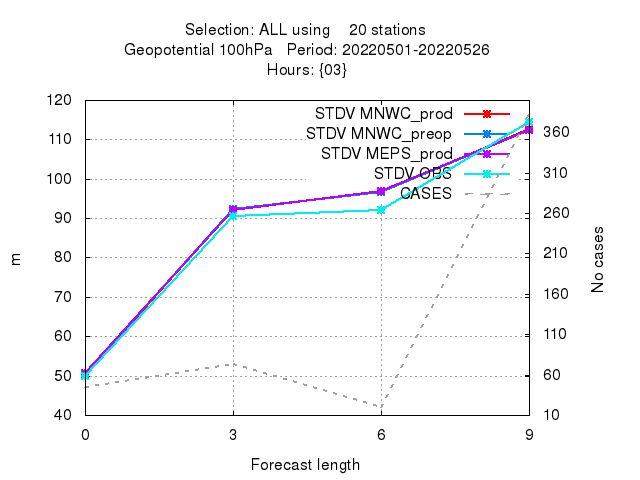 Selection: ALL using    20 stations
Geopotential 100hPa   Period: 20220501-20220526
Hours: {03}
120
110
100
90
80
70
60
50
40
m
360
310
260
210
160
110
60
10
No cases
STDV MNWC_prod
STDV MNWC_preop
STDV MEPS_prod
STDV OBS
CASES
0 3 6 9
Forecast length